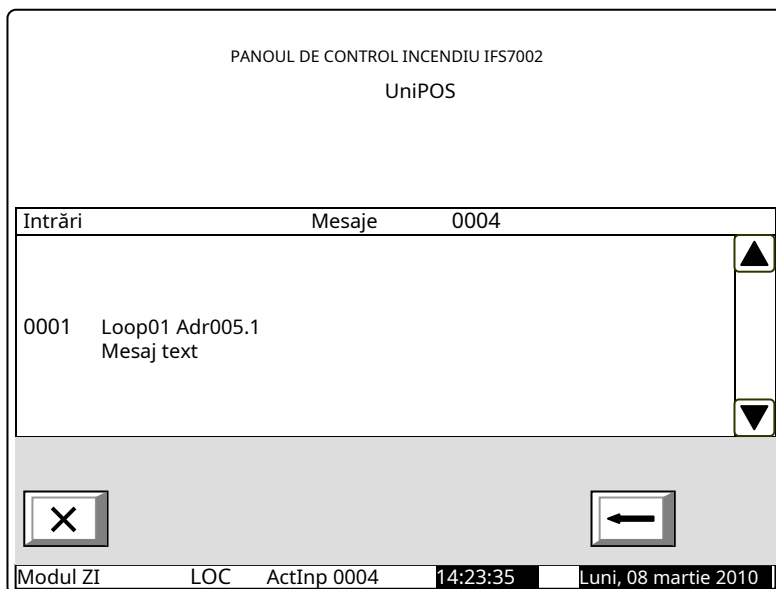 PANOUL DE CONTROL INCENDIU IFS7002
UniPOS
Intrări Mesaje 0004
0001 Loop01 Adr005.1
Mesaj text
Modul ZI LOC ActInp 0004 14:23:35 Luni, 08 martie 2010